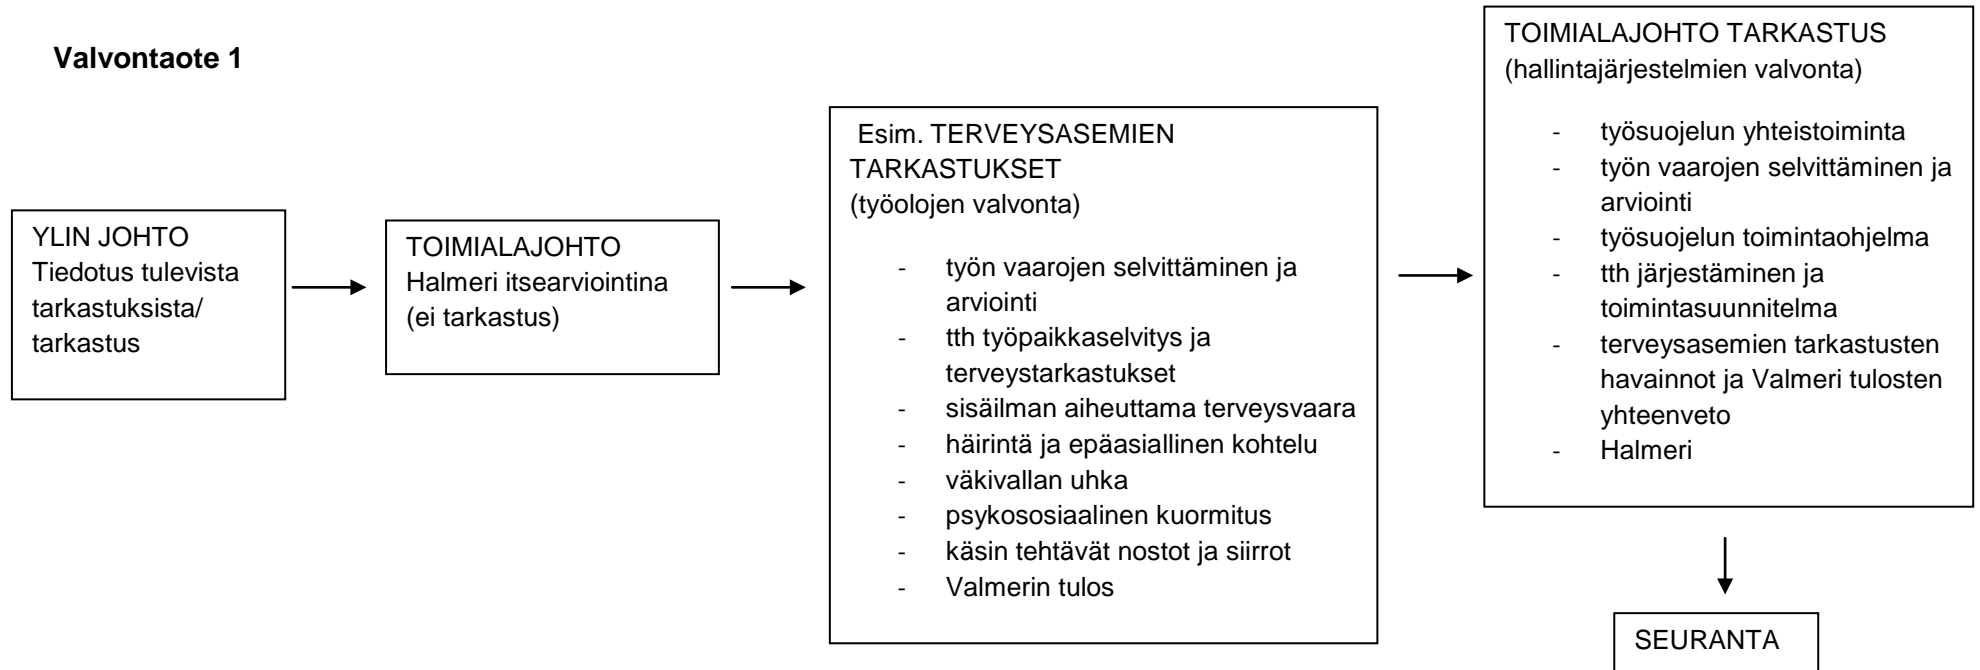 Valvontaote 1
YLIN JOHTO
Tiedotus tulevista
tarkastuksista/
tarkastus
TOIMIALAJOHTO
Halmeri itsearviointina
(ei tarkastus)
Esim. TERVEYSASEMIEN
TARKASTUKSET
(työolojen valvonta)
- työn vaarojen selvittäminen ja
arviointi
- tth työpaikkaselvitys ja
terveystarkastukset
- sisäilman aiheuttama terveysvaara
- häirintä ja epäasiallinen kohtelu
- väkivallan uhka
- psykososiaalinen kuormitus
- käsin tehtävät nostot ja siirrot
- Valmerin tulos
TOIMIALAJOHTO TARKASTUS
(hallintajärjestelmien valvonta)
- työsuojelun yhteistoiminta
- työn vaarojen selvittäminen ja
arviointi
- työsuojelun toimintaohjelma
- tth järjestäminen ja
toimintasuunnitelma
- terveysasemien tarkastusten
havainnot ja Valmeri tulosten
yhteenveto
- Halmeri
SEURANTA